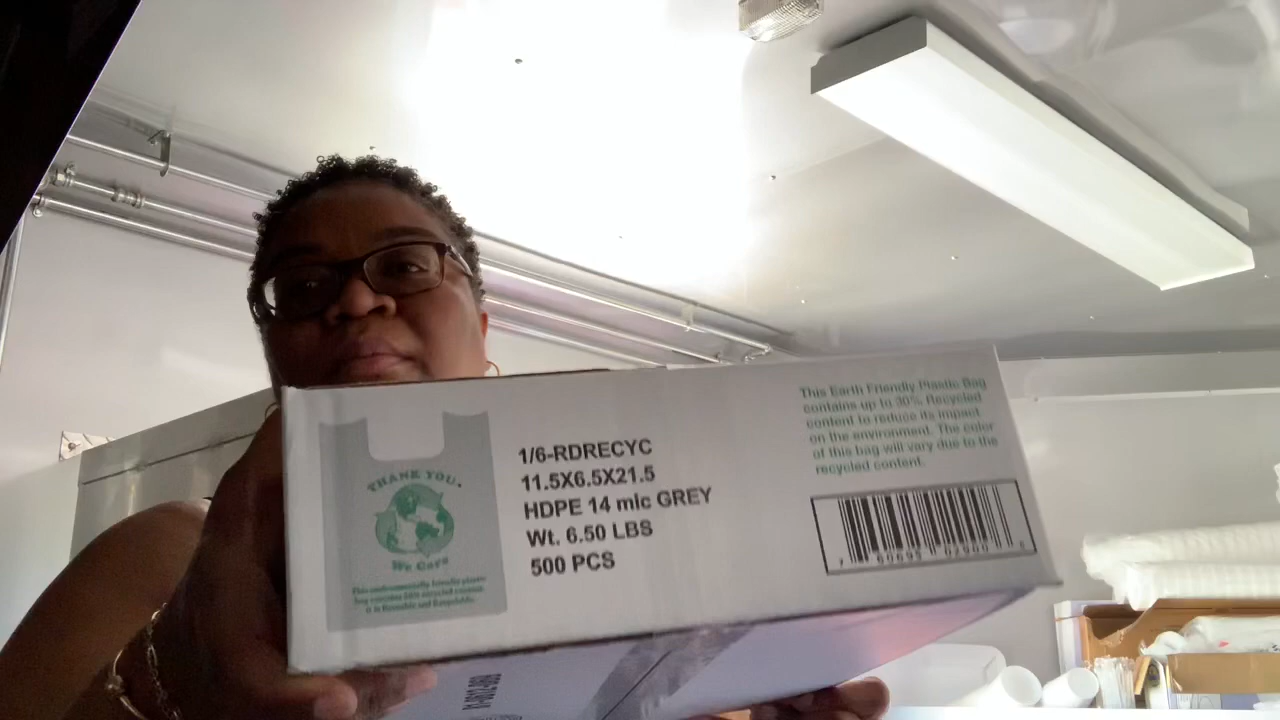 THANK YOU
We Care
1/6-RDRECYC
11.5X6.5X21.5
HDPE 14 mic GREY
Wt. 6.50 LBS
500 PCS
This Earth Friendly Plastic Bag
contains up to 30% Recycled
content to reduce its impact
on the environment. The color
of this bag will vary due to the
recycled content.